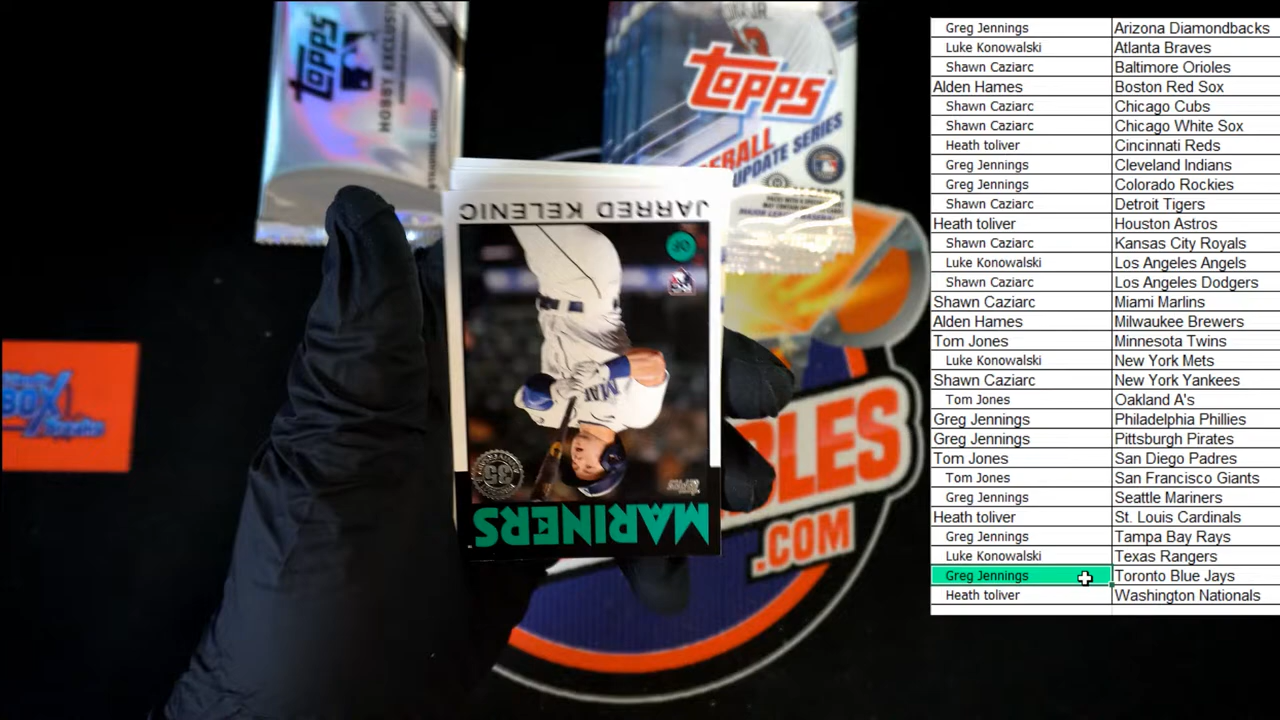 TOPPS
HOBBY EXCLUSIVE
TOPPS
UPDATE SERIES
JARRED KELENIC
OF
35
MARINERS
BOX
.COM
Greg Jennings Arizona Diamondbacks
Luke Konowalski Atlanta Braves
Shawn Caziarc Baltimore Orioles
Alden Hames Boston Red Sox
Shawn Caziarc Chicago Cubs
Shawn Caziarc Chicago White Sox
Heath toliver Cincinnati Reds
Greg Jennings Cleveland Indians
Greg Jennings Colorado Rockies
Shawn Caziarc Detroit Tigers
Heath toliver Houston Astros
Shawn Caziarc Kansas City Royals
Luke Konowalski Los Angeles Angels
Shawn Caziarc Los Angeles Dodgers
Shawn Caziarc Miami Marlins
Alden Hames Milwaukee Brewers
Tom Jones Minnesota Twins
Luke Konowalski New York Mets
Shawn Caziarc New York Yankees
Tom Jones Oakland A's
Greg Jennings Philadelphia Phillies
Greg Jennings Pittsburgh Pirates
Tom Jones San Diego Padres
Tom Jones San Francisco Giants
Greg Jennings Seattle Mariners
Heath toliver St. Louis Cardinals
Greg Jennings Tampa Bay Rays
Luke Konowalski Texas Rangers
Greg Jennings Toronto Blue Jays
Heath toliver Washington Nationals